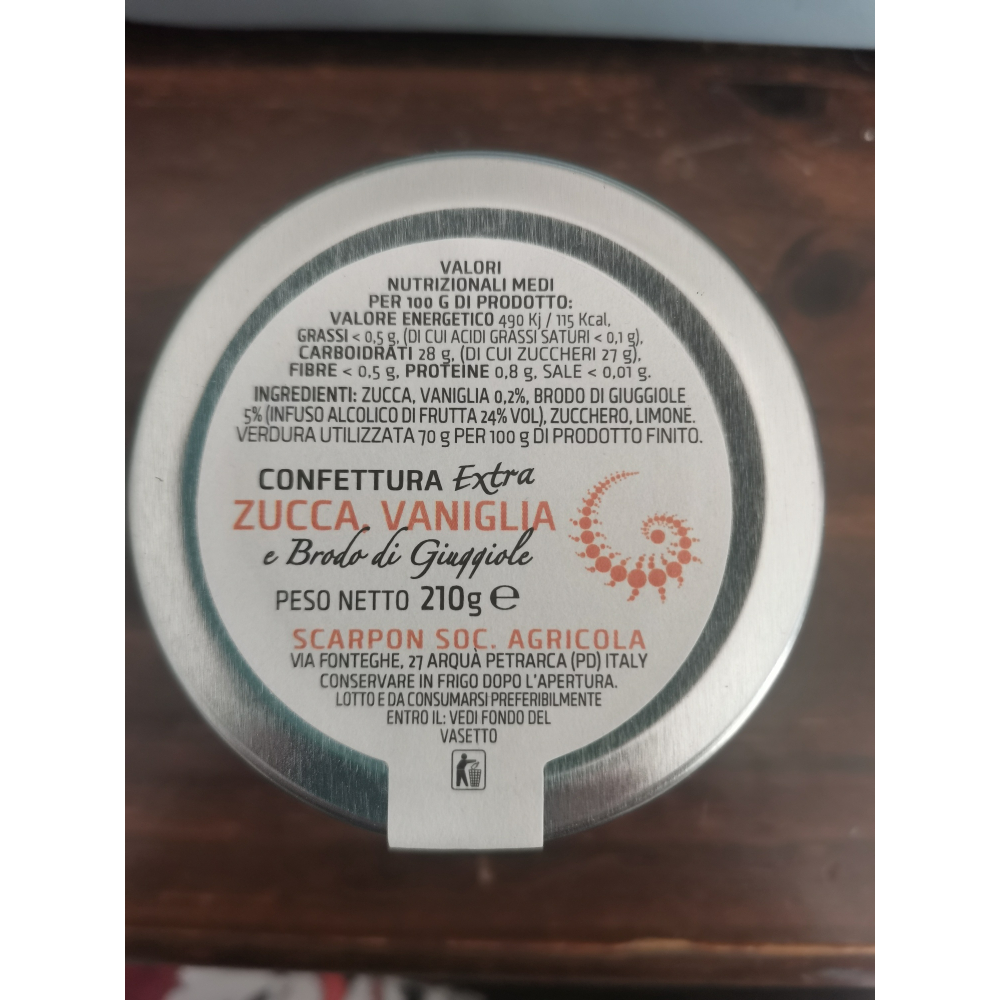 VALORI
NUTRIZIONALI MEDI
PER 100 G DI PRODOTTO:
VALORE ENERGETICO 490 Kj / 115 Kcal,
GRASSI < 0,5 g, (DI CUI ACIDI GRASSI SATURI < 0,1 g),
CARBOIDRATI 28 g, (DI CUI ZUCCHERI 27 g),
FIBRE < 0,5 g, PROTEINE 0,8 g, SALE < 0,01 g.
INGREDIENTI: ZUCCA, VANIGLIA 0,2%, BRODO DI GIUGGIOLE
5% (INFUSO ALCOLICO DI FRUTTA 24% VOL), ZUCCHERO, LIMONE.
VERDURA UTILIZZATA 70 g PER 100 g DI PRODOTTO FINITO.
CONFETTURA Extra
ZUCCA, VANIGLIA
e Brodo di Giuggiole
PESO NETTO 210g e
SCARPON SOC. AGRICOLA
VIA FONTEGHE, 27 ARQUÀ PETRARCA (PD) ITALY
CONSERVARE IN FRIGO DOPO L'APERTURA.
LOTTO E DA CONSUMARSI PREFERIBILMENTE
ENTRO IL: VEDI FONDO DEL
VASETTO